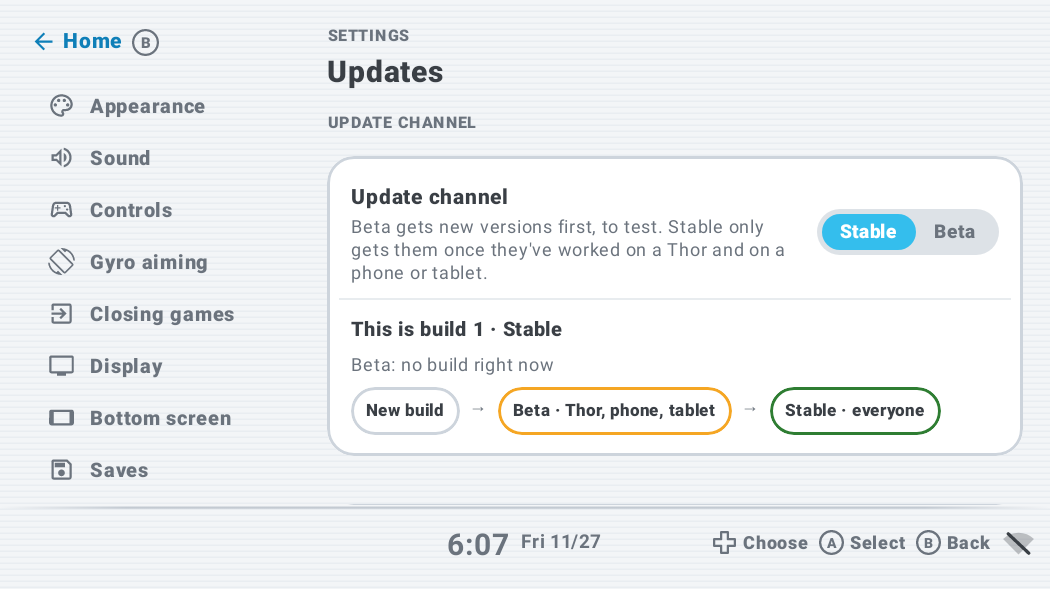 ← Home B
Appearance
Sound
Controls
Gyro aiming
Closing games
Display
Bottom screen
Saves
SETTINGS
Updates
UPDATE CHANNEL
Update channel
Beta gets new versions first, to test. Stable only
gets them once they've worked on a Thor and on a
phone or tablet.
Stable Beta
This is build 1 · Stable
Beta: no build right now
New build → Beta · Thor, phone, tablet → Stable · everyone
6:07 Fri 11/27 Choose A Select B Back